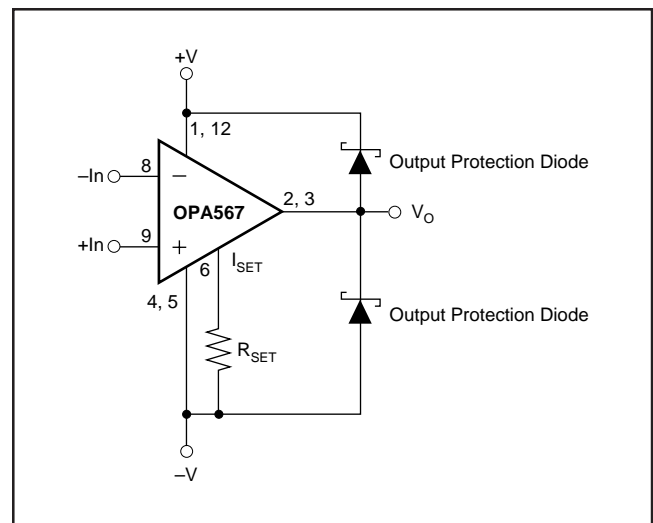 +V
1, 12
Output Protection Diode
–In
8
–
2, 3
OPA567
V_O
+In
9
+
6
I_SET
4, 5
Output Protection Diode
R_SET
–V